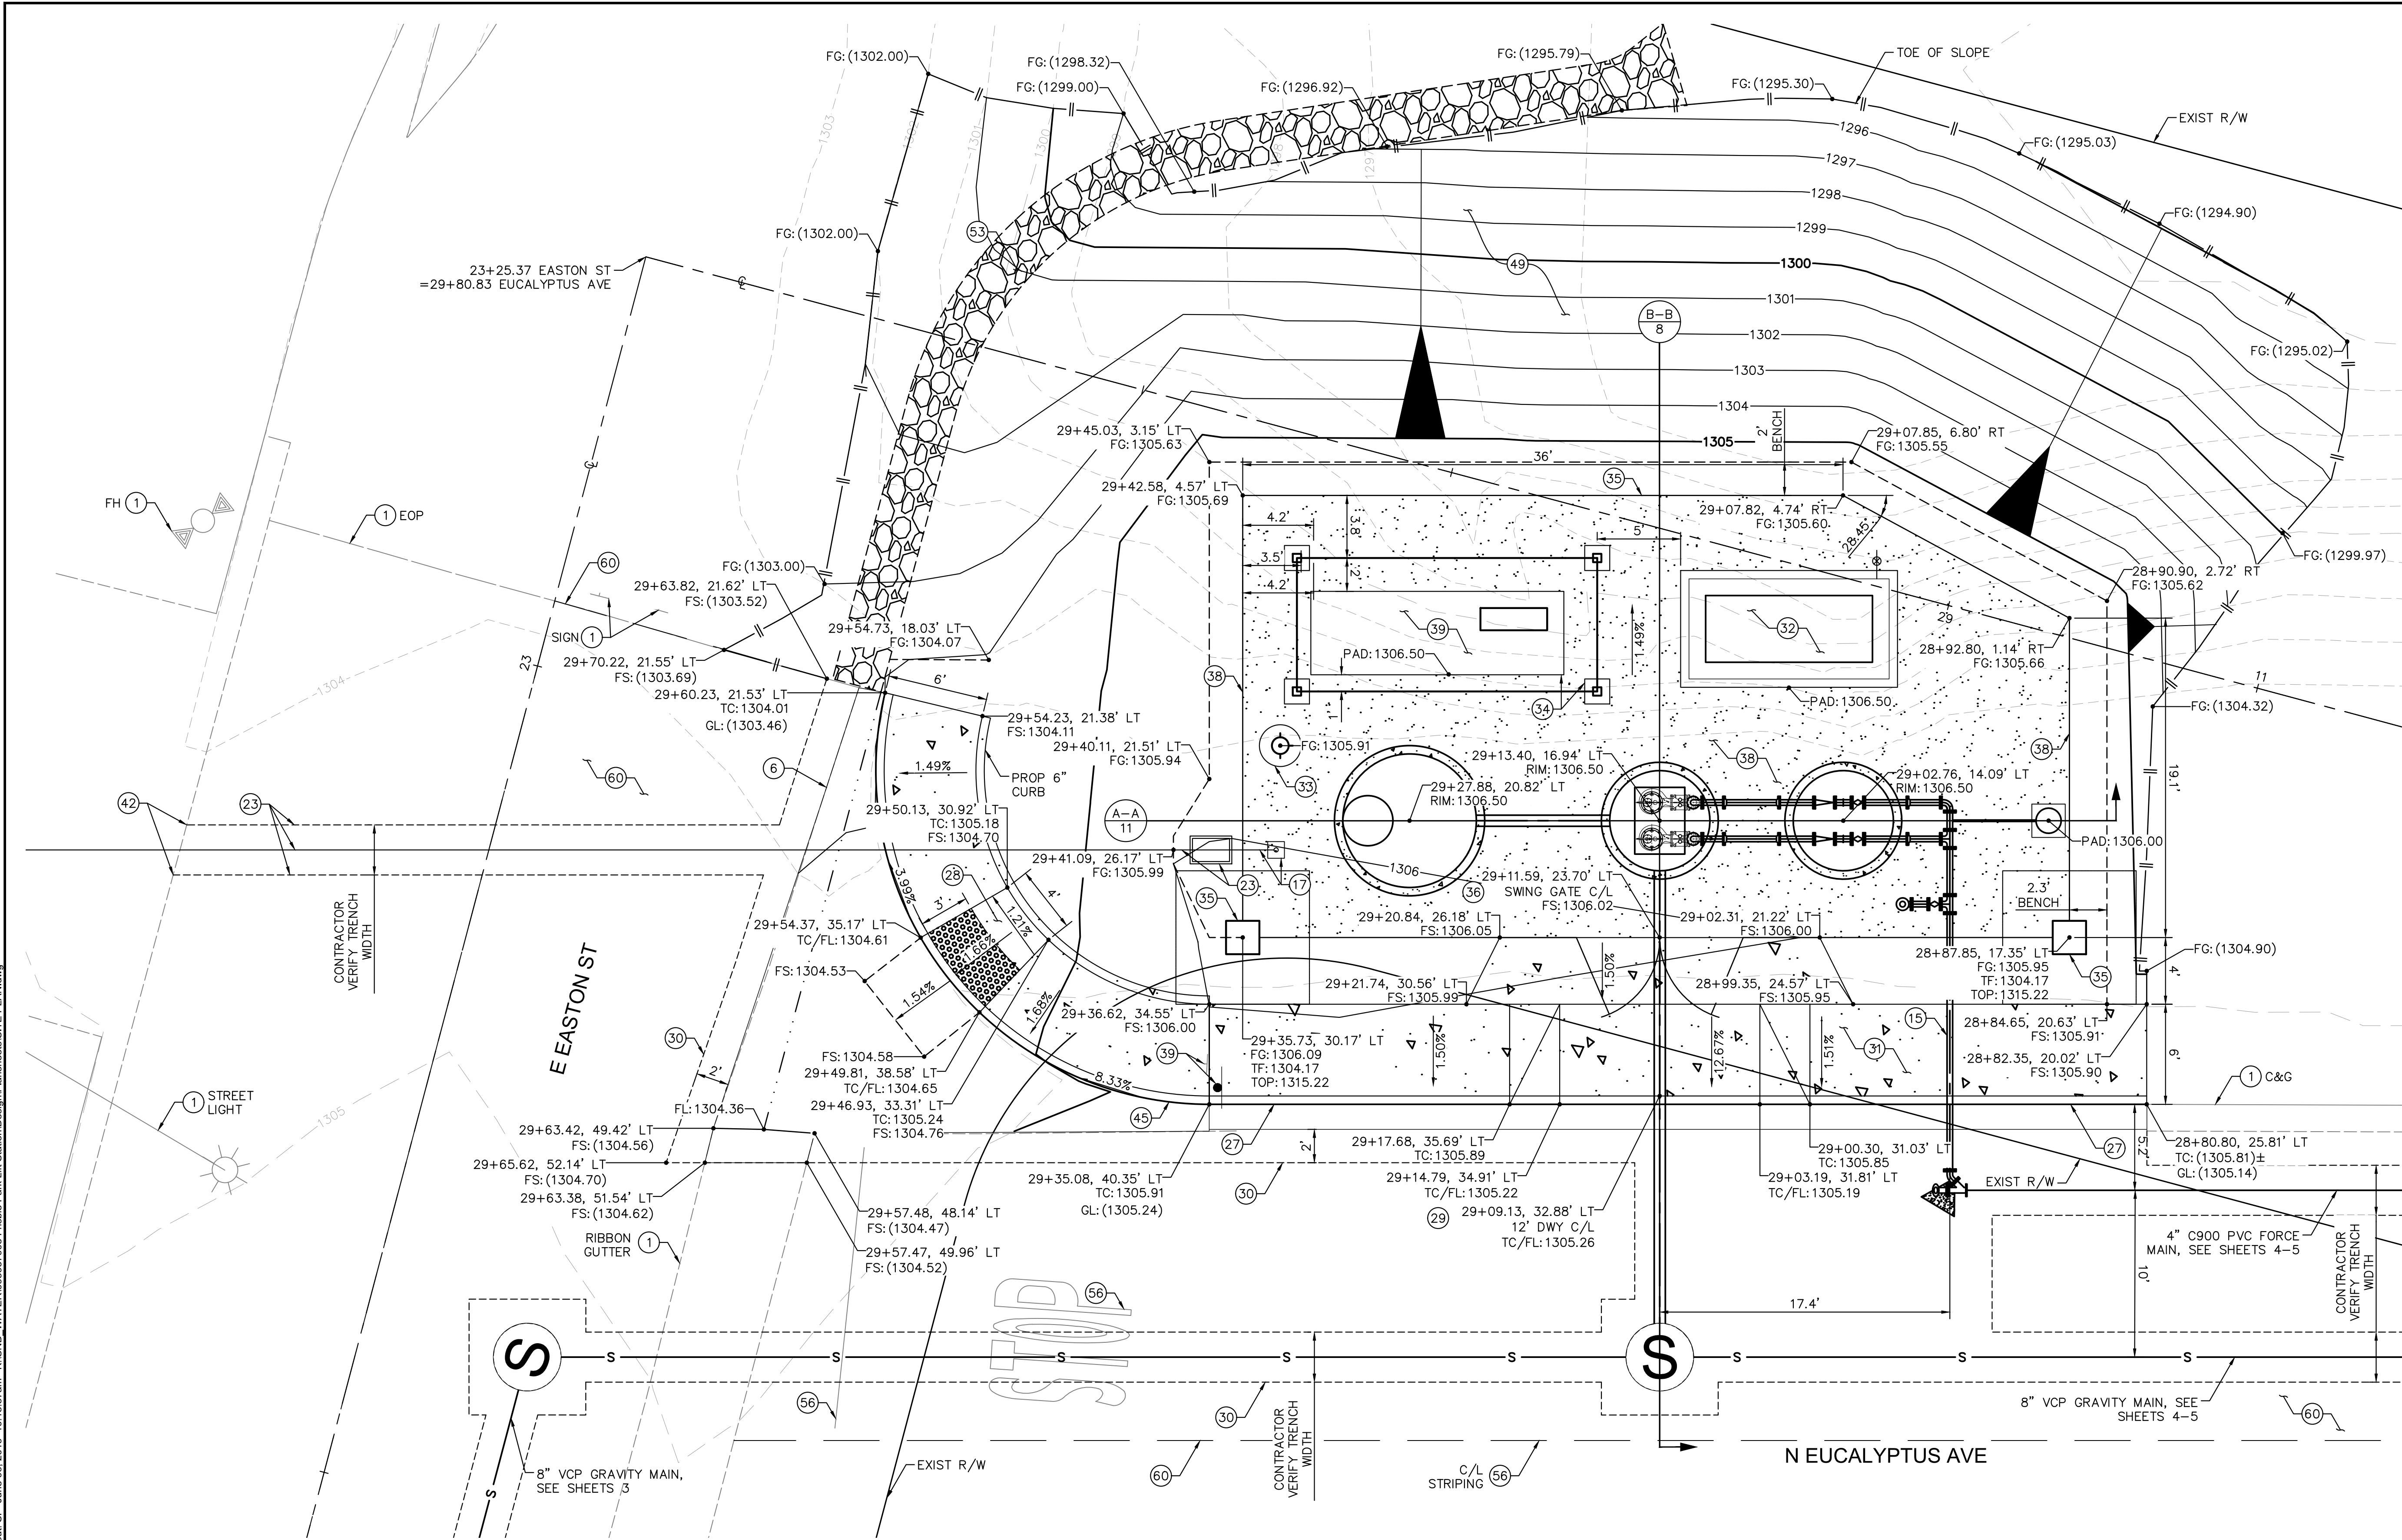 FG: (1302.00)
FG: (1298.32)
FG: (1299.00)
FG: (1295.79)
FG: (1296.92)
TOE OF SLOPE
FG: (1295.30)
EXIST R/W
FG: (1295.03)
FG: (1294.90)
1303
1301
1300
1296
1297
1298
1299
1300
1301
1302
1303
1304
1305
53
49
FG: (1302.00)
23+25.37 EASTON ST
=29+80.83 EUCALYPTUS AVE
B-B
8
FG: (1295.02)
2'
BENCH
29+45.03, 3.15' LT
FG:1305.63
36'
29+07.85, 6.80' RT
FG:1305.55
29+42.58, 4.57' LT
FG:1305.69
35
29+07.82, 4.74' RT
FG:1305.60
28.45'
FH 1
1 EOP
4.2'
3.8'
5'
3.5'
2'
4.2'
FG: (1299.97)
60
FG: (1303.00)
29+63.82, 21.62' LT
FS: (1303.52)
28+90.90, 2.72' RT
FG:1305.62
SIGN 1
29+54.73, 18.03' LT
FG:1304.07
39
1.49%
32
29
23
29+70.22, 21.55' LT
FS: (1303.69)
PAD:1306.50
28+92.80, 1.14' RT
FG:1305.66
1304
29+60.23, 21.53' LT
TC:1304.01
GL: (1303.46)
6'
38
34
1'
PAD:1306.50
11
FG: (1304.32)
29+54.23, 21.38' LT
FS:1304.11
29+40.11, 21.51' LT
FG:1305.94
FG:1305.91
29+13.40, 16.94' LT
RIM:1306.50
38
38
19.1'
6
60
1.49%
PROP 6"
CURB
33
29+27.88, 20.82' LT
RIM:1306.50
29+02.76, 14.09' LT
RIM:1306.50
42
23
29+50.13, 30.92' LT
TC:1305.18
FS:1304.70
A-A
11
PAD:1306.00
29+41.09, 26.17' LT
FG:1305.99
1306
23
17
36
3.99%
28
4'
3'
1.21%
1.66%
29+11.59, 23.70' LT
SWING GATE C/L
FS:1306.02
2.3'
BENCH
35
29+20.84, 26.18' LT
FS:1306.05
29+02.31, 21.22' LT
FS:1306.00
29+54.37, 35.17' LT
TC/FL:1304.61
CONTRACTOR
VERIFY TRENCH
WIDTH
E EASTON ST
FG: (1304.90)
28+87.85, 17.35' LT
FG:1305.95
TF:1304.17
TOP:1315.22
35
4'
FS:1304.53
1.54%
1.68%
1.50%
29+21.74, 30.56' LT
FS:1305.99
28+99.35, 24.57' LT
FS:1305.95
29+36.62, 34.55' LT
FS:1306.00
15
28+84.65, 20.63' LT
FS:1305.91
30
2'
29+35.73, 30.17' LT
FG:1306.09
TF:1304.17
TOP:1315.22
1.50%
12.67%
1.51%
31
28+82.35, 20.02' LT
FS:1305.90
6'
FS:1304.58
29+49.81, 38.58' LT
TC/FL:1304.65
39
8.33%
1 C&G
1 STREET
LIGHT
1305
FL:1304.36
29+46.93, 33.31' LT
TC:1305.24
FS:1304.76
45
27
27
29+63.42, 49.42' LT
FS: (1304.56)
2'
29+17.68, 35.69' LT
TC:1305.89
29+00.30, 31.03' LT
TC:1305.85
5.2'
28+80.80, 25.81' LT
TC: (1305.81)±
GL: (1305.14)
29+65.62, 52.14' LT
FS: (1304.70)
29+35.08, 40.35' LT
TC:1305.91
GL: (1305.24)
30
29+14.79, 34.91' LT
TC/FL:1305.22
29+03.19, 31.81' LT
TC/FL:1305.19
EXIST R/W
29+63.38, 51.54' LT
FS: (1304.62)
29+57.48, 48.14' LT
FS: (1304.47)
29
29+09.13, 32.88' LT
12' DWY C/L
TC/FL:1305.26
RIBBON
GUTTER 1
29+57.47, 49.96' LT
FS: (1304.52)
4" C900 PVC FORCE
MAIN, SEE SHEETS 4-5
10'
CONTRACTOR
VERIFY TRENCH
WIDTH
STOP
56
17.4'
S
S
S S S S S S S S
56
30
CONTRACTOR
VERIFY TRENCH
WIDTH
8" VCP GRAVITY MAIN, SEE
SHEETS 4-5
60
N EUCALYPTUS AVE
8" VCP GRAVITY MAIN,
SEE SHEETS 3
S
EXIST R/W
60
C/L
STRIPING 56